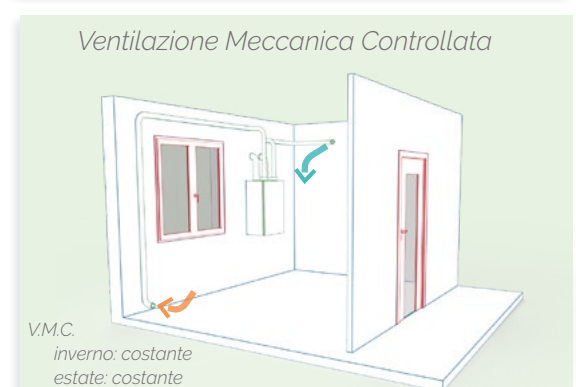 Ventilazione Meccanica Controllata
V.M.C.
inverno: costante
estate: costante